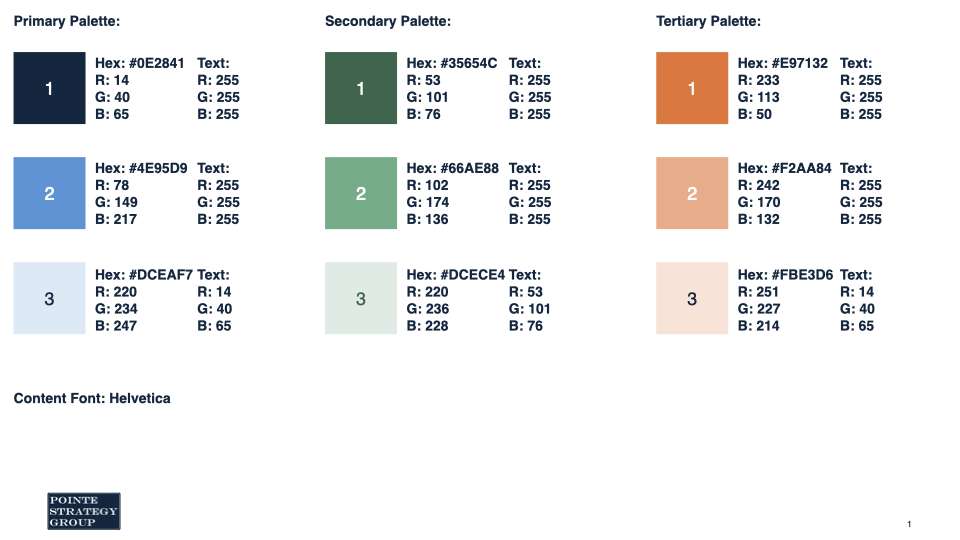 Primary Palette:
Secondary Palette:
Tertiary Palette:
1
Hex: #0E2841
R: 14
G: 40
B: 65
Text:
R: 255
G: 255
B: 255
1
Hex: #35654C
R: 53
G: 101
B: 76
Text:
R: 255
G: 255
B: 255
1
Hex: #E97132
R: 233
G: 113
B: 50
Text:
R: 255
G: 255
B: 255
2
Hex: #4E95D9
R: 78
G: 149
B: 217
Text:
R: 255
G: 255
B: 255
2
Hex: #66AE88
R: 102
G: 174
B: 136
Text:
R: 255
G: 255
B: 255
2
Hex: #F2AA84
R: 242
G: 170
B: 132
Text:
R: 255
G: 255
B: 255
3
Hex: #DCEAF7
R: 220
G: 234
B: 247
Text:
R: 14
G: 40
B: 65
3
Hex: #DCECE4
R: 220
G: 236
B: 228
Text:
R: 53
G: 101
B: 76
3
Hex: #FBE3D6
R: 251
G: 227
B: 214
Text:
R: 14
G: 40
B: 65
Content Font: Helvetica
POINTE
STRATEGY
GROUP
1